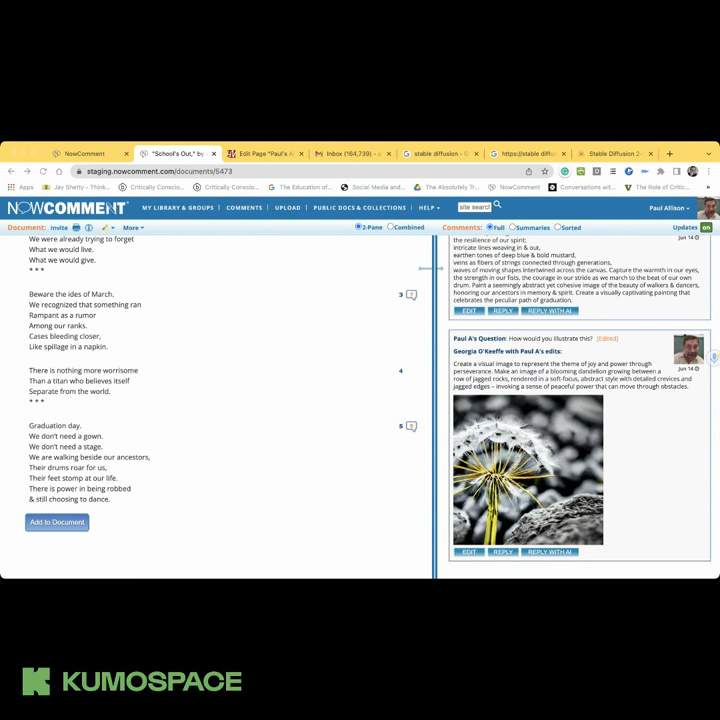 NowComment
"School's Out," by
Edit Page "Paul's A
Inbox (164,739) - a
stable diffusion - G
https://stable diffus
Stable Diffusion 2-
staging.nowcomment.com/documents/5473
Apps
Jay Shetty - Think...
Critically Conscio...
Critically Conscio...
The Education of...
Social Media and...
The Absolutely Tr...
NowComment
Conversations wit...
The Role of Critic...
NOWCOMMENT
MY LIBRARY & GROUPS
COMMENTS
UPLOAD
PUBLIC DOCS & COLLECTIONS
HELP
site search
Paul Allison
Document: Invite
More
2-Pane
Combined
Comments:
Full
Summaries
Sorted
Updates
on
We were already trying to forget
What we would live.
What we would give.
* * *
Beware the ides of March.
We recognized that something ran
Rampant as a rumor
Among our ranks.
Cases bleeding closer,
Like spillage in a napkin.
3
There is nothing more worrisome
Than a titan who believes itself
Separate from the world.
* * *
4
Graduation day.
We don't need a gown.
We don't need a stage.
We are walking beside our ancestors,
Their drums roar for us,
Their feet stomp at our life.
There is power in being robbed
& still choosing to dance.
5
Add to Document
the resilience of our spirit:
intricate lines weaving in & out,
earthen tones of deep blue & bold mustard,
veins as fibers of strings connected through generations,
waves of moving shapes intertwined across the canvas. Capture the warmth in our eyes,
the strength in our fists, the courage in our stride as we march to the beat of our own
drum. Paint a seemingly abstract yet cohesive image of the beauty of walkers & dancers,
honoring our ancestors in memory & spirit. Create a visually captivating painting that
celebrates the peculiar path of graduation.
Jun 14
EDIT
REPLY
REPLY WITH AI
Paul A's Question: How would you illustrate this? [Edited]
Georgia O'Keeffe with Paul A's edits:
Jun 14
Create a visual image to represent the theme of joy and power through
perseverance. Make an image of a blooming dandelion growing between a
row of jagged rocks, rendered in a soft-focus, abstract style with detailed crevices and
jagged edges – invoking a sense of peaceful power that can move through obstacles.
EDIT
REPLY
REPLY WITH AI
KUMOSPACE